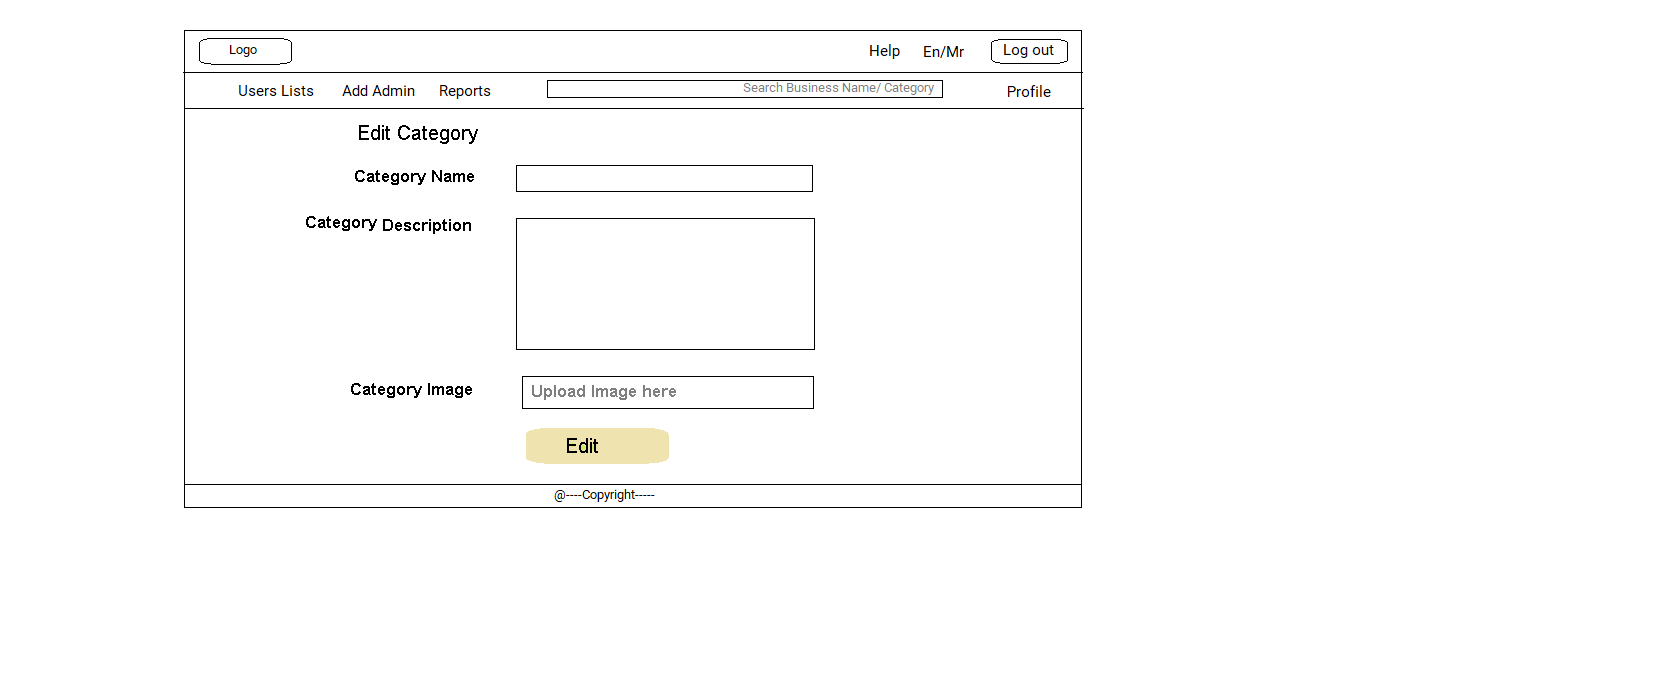 Logo Help En/Mr Log out
Users Lists Add Admin Reports Search Business Name/ Category Profile
Edit Category
Category Name
Category Description
Category Image Upload Image here
Edit
@----Copyright-----